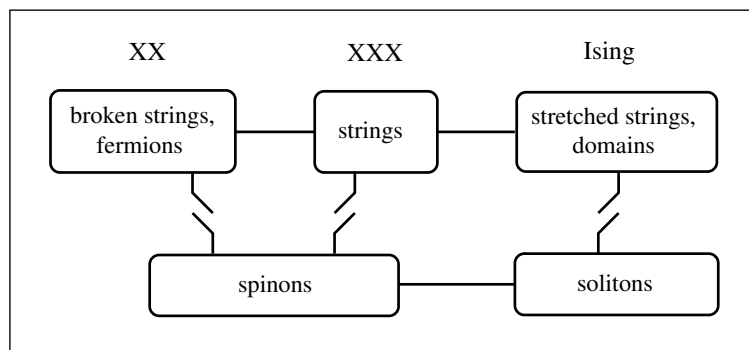 XX XXX Ising
broken strings,
fermions
strings
stretched strings,
domains
spinons
solitons